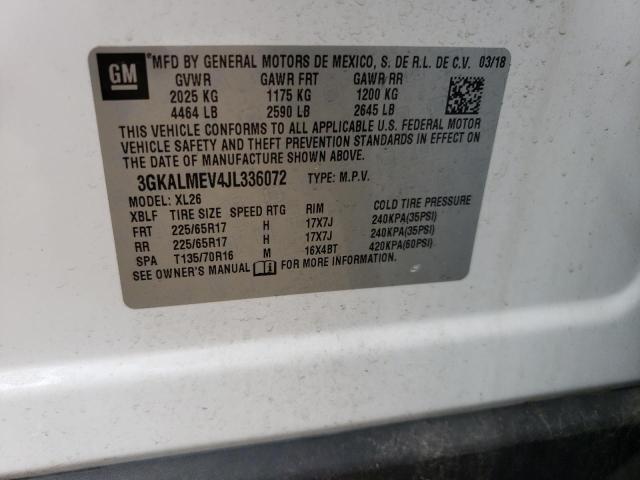 GM
*MFD BY GENERAL MOTORS DE MEXICO, S. DE R.L. DE C.V. 03/18
GVWR GAWR FRT GAWR RR
2025 KG 1175 KG 1200 KG
4464 LB 2590 LB 2645 LB
THIS VEHICLE CONFORMS TO ALL APPLICABLE U.S. FEDERAL MOTOR
VEHICLE SAFETY AND THEFT PREVENTION STANDARDS IN EFFECT ON
THE DATE OF MANUFACTURE SHOWN ABOVE.
3GKALMEV4JL336072 TYPE: M.P.V.
MODEL: XL26
XBLF TIRE SIZE SPEED RTG RIM COLD TIRE PRESSURE
FRT 225/65R17 H 17X7J 240KPA(35PSI)
RR 225/65R17 H 17X7J 240KPA(35PSI)
SPA T135/70R16 M 16X4BT 420KPA(60PSI)
SEE OWNER'S MANUAL FOR MORE INFORMATION.